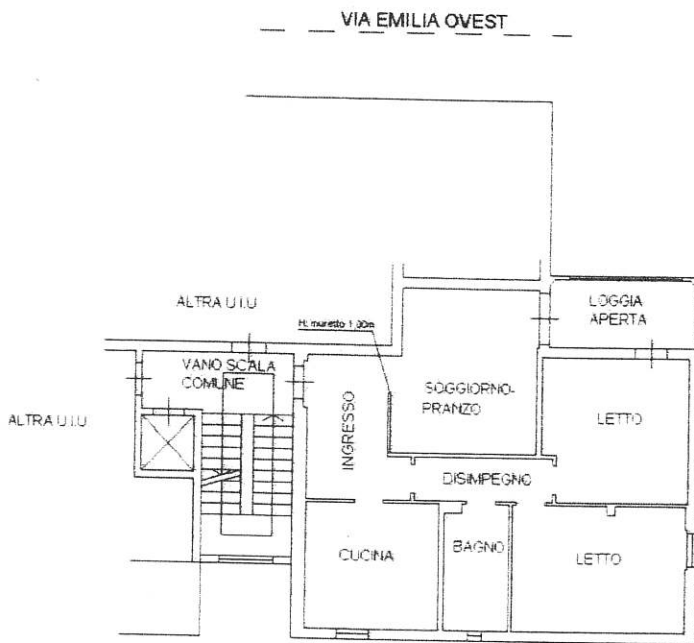 VIA EMILIA OVEST
ALTRA U.I.U
H: muretto 1,00m
LOGGIA
APERTA
VANO SCALA
COMUNE
ALTRA U.I.U
INGRESSO
SOGGIORNO-
PRANZO
LETTO
DISIMPEGNO
CUCINA
BAGNO
LETTO